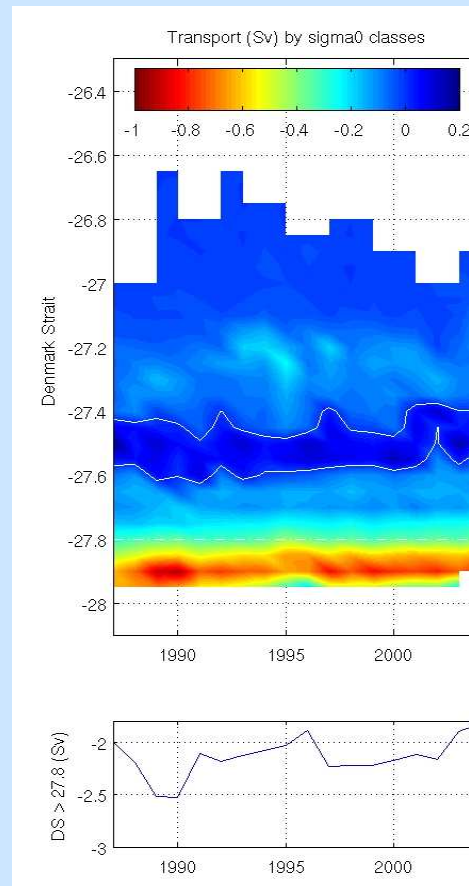 Transport (Sv) by sigma0 classes
-26.4
-1 -0.8 -0.6 -0.4 -0.2 0 0.2
-26.6
-26.8
-27
-27.2
Denmark Strait
-27.4
-27.6
-27.8
-28
1990 1995 2000
DS > 27.8 (Sv)
-2
-2.5
-3
1990 1995 2000